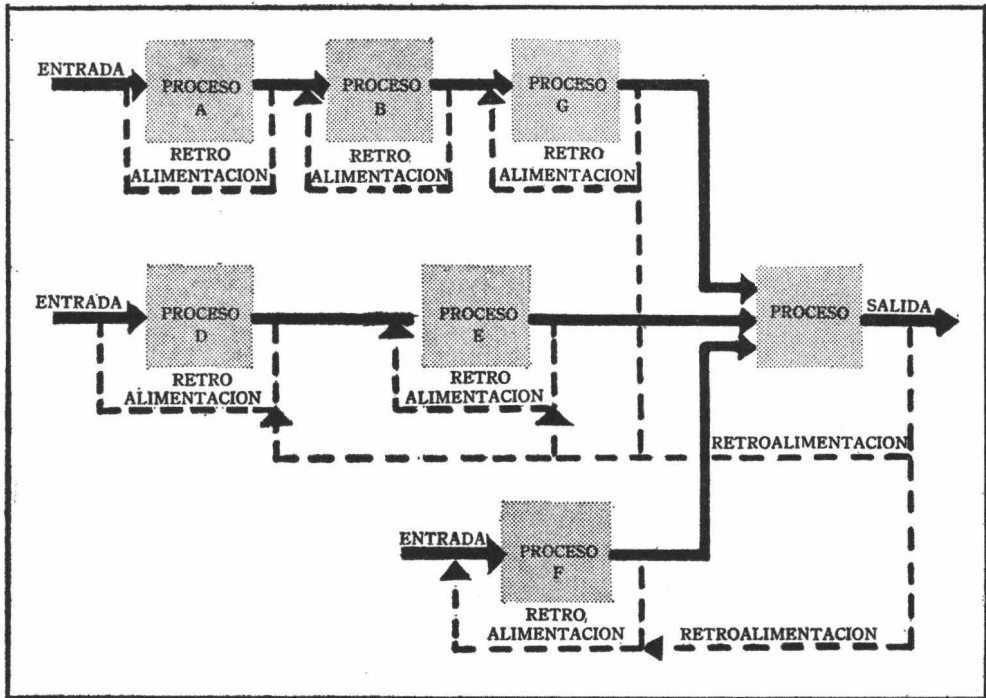 ENTRADA
PROCESO
A
PROCESO
B
PROCESO
G
RETRO
ALIMENTACION
RETRO
ALIMENTACION
RETRO
ALIMENTACION
ENTRADA
PROCESO
D
PROCESO
E
PROCESO
SALIDA
RETRO
ALIMENTACION
RETRO
ALIMENTACION
RETROALIMENTACION
ENTRADA
PROCESO
F
RETRO
ALIMENTACION
RETROALIMENTACION